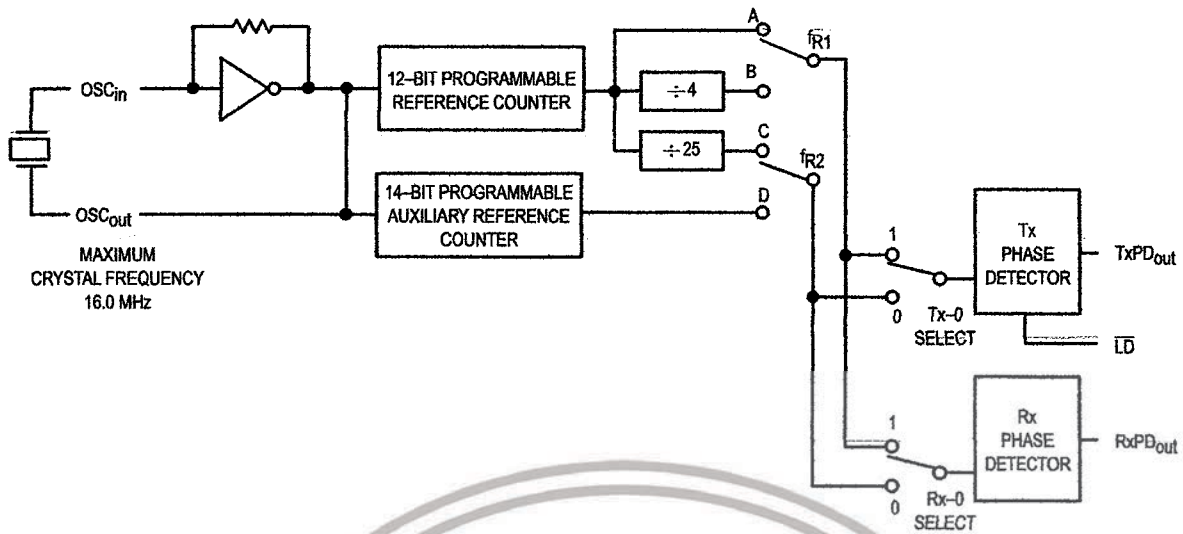 A
fR1
OSCin
12–BIT PROGRAMMABLE
REFERENCE COUNTER
÷4
B
÷25
C
fR2
OSCout
14–BIT PROGRAMMABLE
AUXILIARY REFERENCE
COUNTER
D
MAXIMUM
CRYSTAL FREQUENCY
16.0 MHz
1
0
Tx–0
SELECT
Tx
PHASE
DETECTOR
TxPDout
LD
1
0
Rx–0
SELECT
Rx
PHASE
DETECTOR
RxPDout